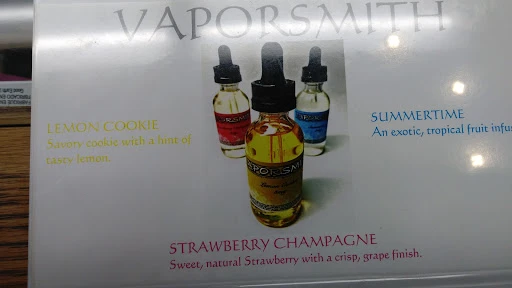 VAPORSMITH
LEMON COOKIE
Savory cookie with a hint of
tasty lemon.
SUMMERTIME
An exotic, tropical fruit infus
STRAWBERRY CHAMPAGNE
Sweet, natural Strawberry with a crisp, grape finish.